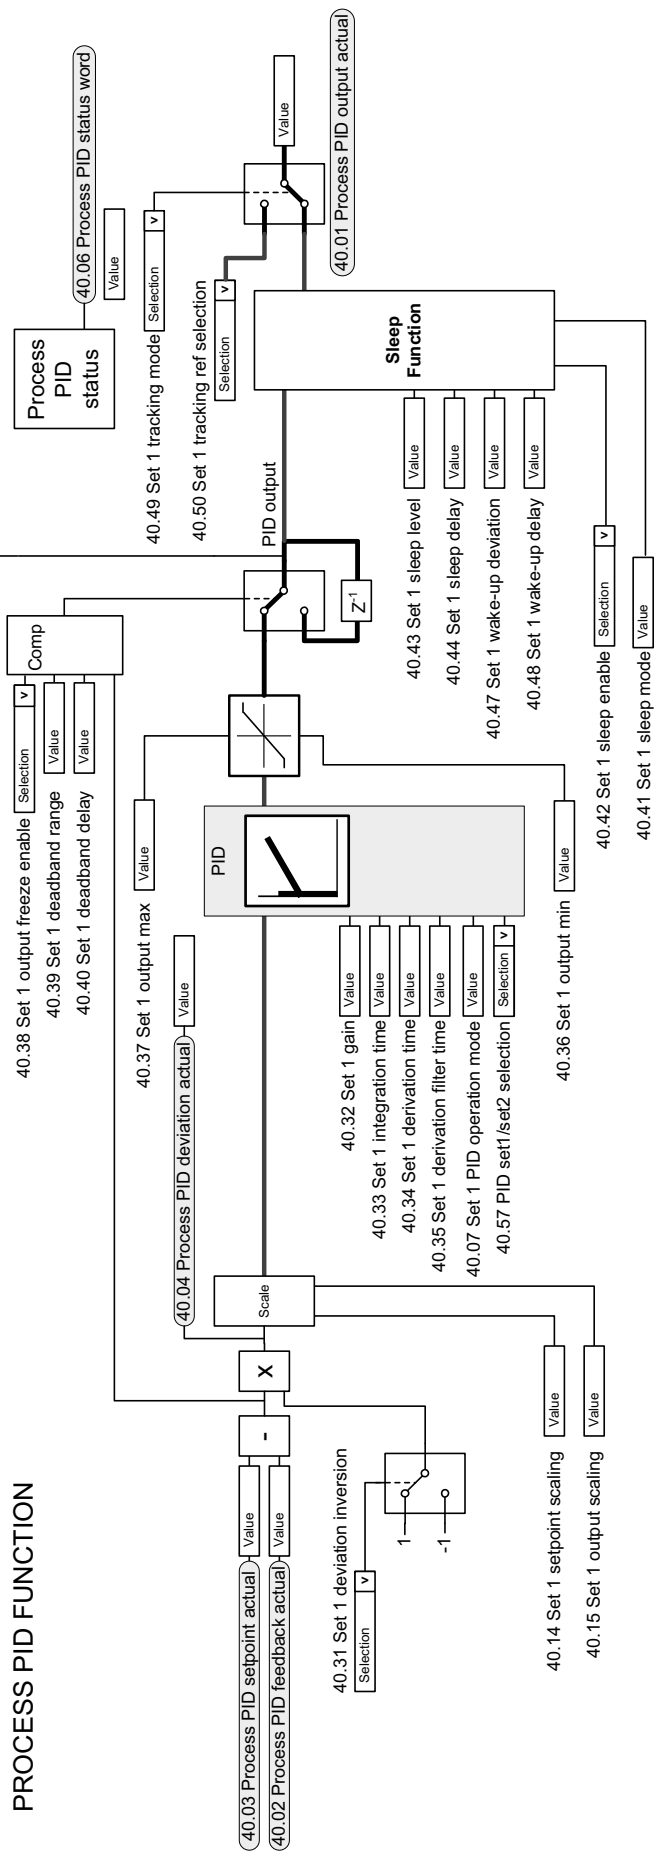 PROCESS PID FUNCTION
40.03 Process PID setpoint actual
Value
40.02 Process PID feedback actual
Value
-
X
40.31 Set 1 deviation inversion
Selection
v
1
-1
40.14 Set 1 setpoint scaling
Value
40.15 Set 1 output scaling
Value
Scale
40.04 Process PID deviation actual
Value
PID
40.32 Set 1 gain
Value
40.33 Set 1 integration time
Value
40.34 Set 1 derivation time
Value
40.35 Set 1 derivation filter time
Value
40.07 Set 1 PID operation mode
Value
40.57 PID set1/set2 selection
Selection
v
40.37 Set 1 output max
Value
40.36 Set 1 output min
Value
40.38 Set 1 output freeze enable
Selection
v
40.39 Set 1 deadband range
Value
40.40 Set 1 deadband delay
Value
Comp
Z-1
PID output
40.43 Set 1 sleep level
Value
40.44 Set 1 sleep delay
Value
40.47 Set 1 wake-up deviation
Value
40.48 Set 1 wake-up delay
Value
40.42 Set 1 sleep enable
Selection
v
40.41 Set 1 sleep mode
Value
Sleep
Function
Process
PID
status
40.06 Process PID status word
Value
40.49 Set 1 tracking mode
Selection
v
40.50 Set 1 tracking ref selection
Selection
v
Value
40.01 Process PID output actual